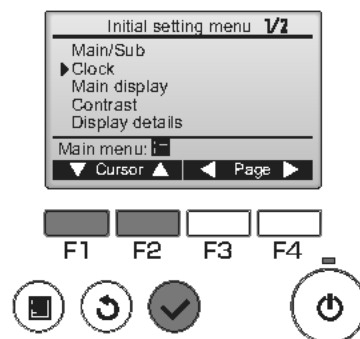 Initial setting menu 1/2
Main/Sub
Clock
Main display
Contrast
Display details
Main menu:
Cursor Page
F1 F2 F3 F4